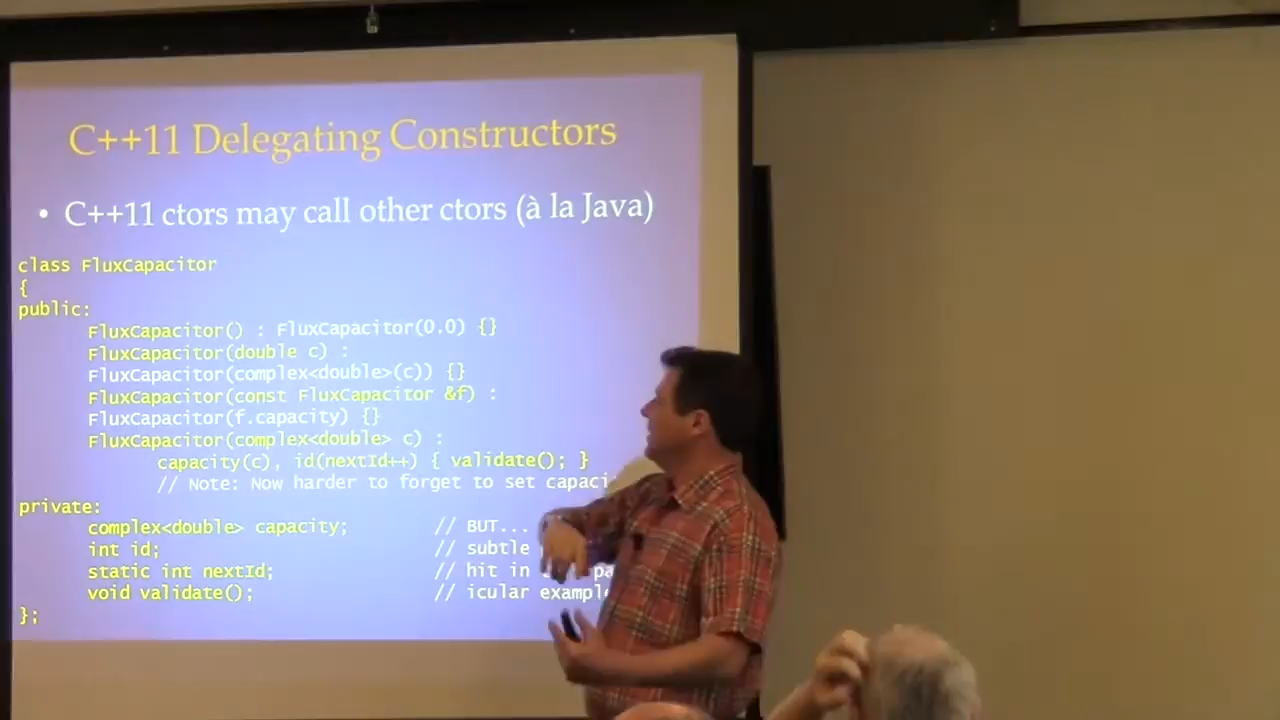 C++11 Delegating Constructors
• C++11 ctors may call other ctors (à la Java)
class FluxCapacitor
{
public:
FluxCapacitor() : FluxCapacitor(0.0) {}
FluxCapacitor(double c) :
FluxCapacitor(complex<double>(c)) {}
FluxCapacitor(const FluxCapacitor &f) :
FluxCapacitor(f.capacity) {}
FluxCapacitor(complex<double> c) :
capacity(c), id(nextId++) { validate(); }
// Note: Now harder to forget to set
private:
complex<double> capacity; // BUT...
int id; // subtle
static int nextId; // hit in
void validate(); // icular
};